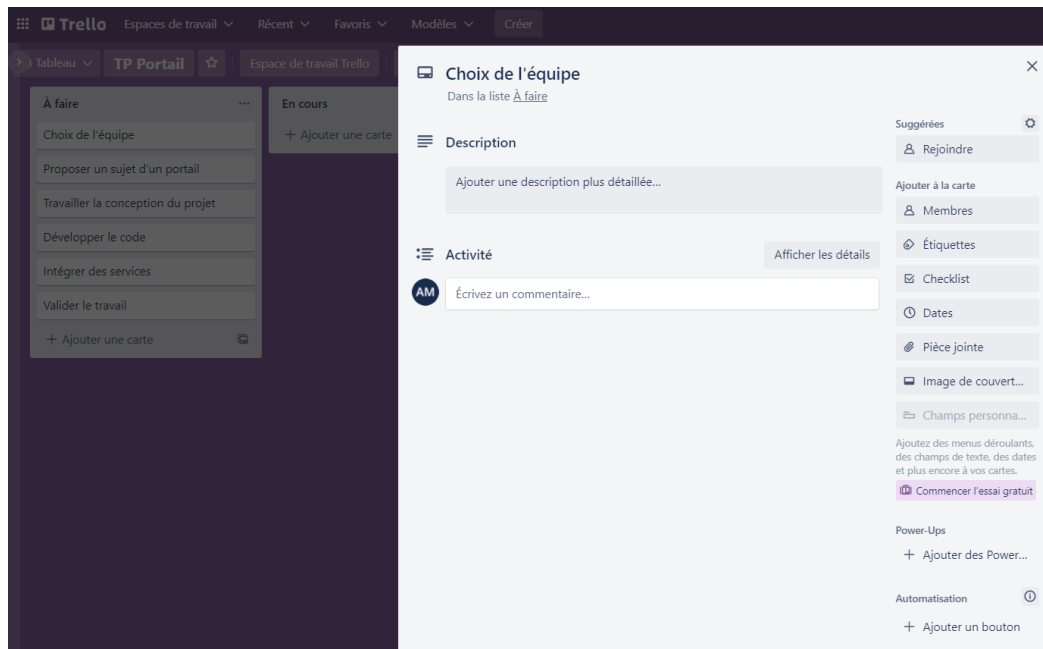 Trello Espaces de travail Récent Favoris Modèles Créer
Tableau TP Portail Espace de travail Trello
À faire
Choix de l'équipe
Proposer un sujet d'un portail
Travailler la conception du projet
Développer le code
Intégrer des services
Valider le travail
+ Ajouter une carte
En cours
+ Ajouter une carte
Choix de l'équipe
Dans la liste À faire
Description
Ajouter une description plus détaillée...
Activité
Afficher les détails
AM
Écrivez un commentaire...
Suggérées
Rejoindre
Ajouter à la carte
Membres
Étiquettes
Checklist
Dates
Pièce jointe
Image de couvert...
Champs personna...
Ajoutez des menus déroulants,
des champs de texte, des dates
et plus encore à vos cartes.
Commencer l'essai gratuit
Power-Ups
+ Ajouter des Power...
Automatisation
+ Ajouter un bouton